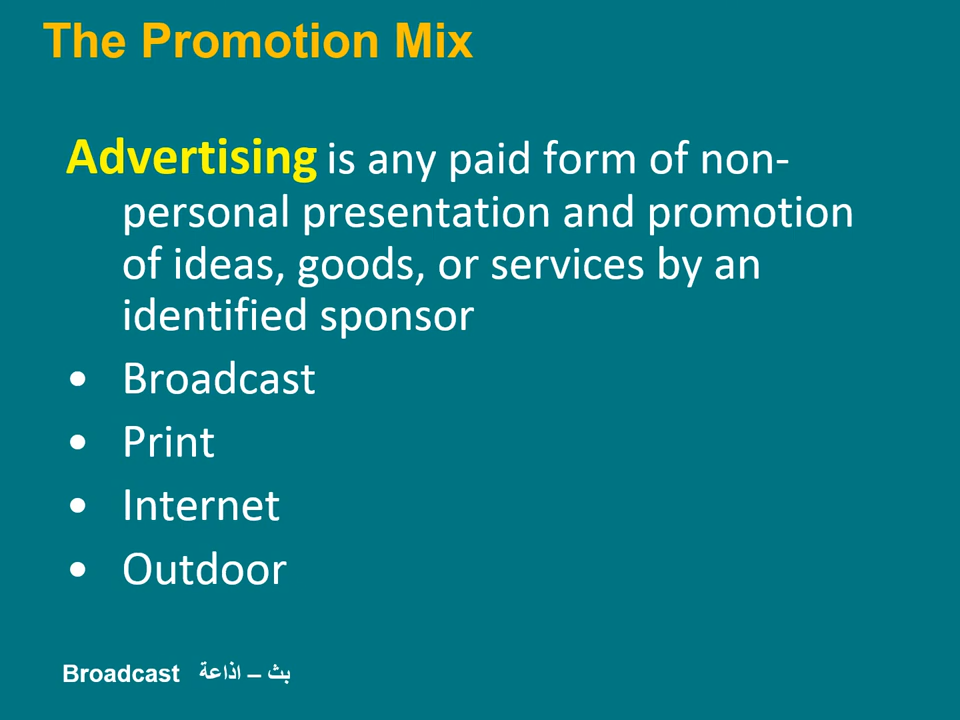 The Promotion Mix
Advertising is any paid form of non-
personal presentation and promotion
of ideas, goods, or services by an
identified sponsor
• Broadcast
• Print
• Internet
• Outdoor
Broadcast بث – اذاعة